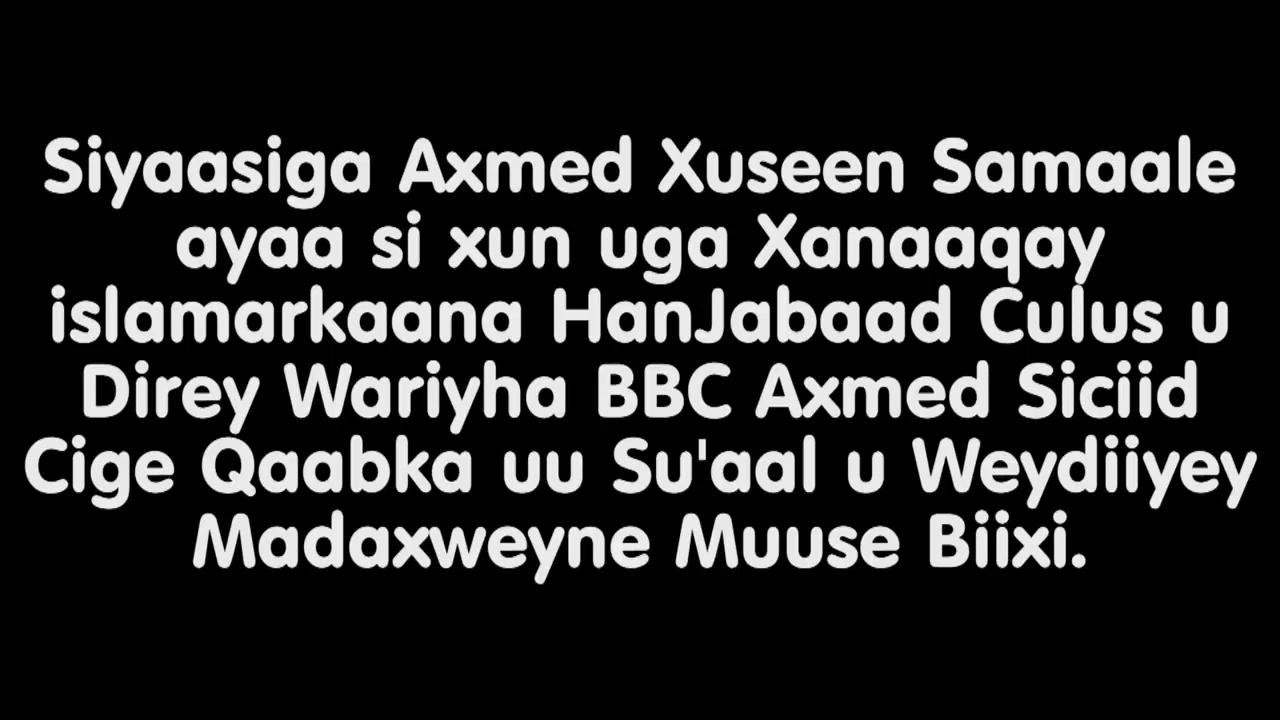 Siyaasiga Axmed Xuseen Samaale
ayaa si xun uga Xanaaqay
islamarkaana HanJabaad Culus u
Direy Wariyha BBC Axmed Siciid
Cige Qaabka uu Su'aal u Weydiiyey
Madaxweyne Muuse Biixi.